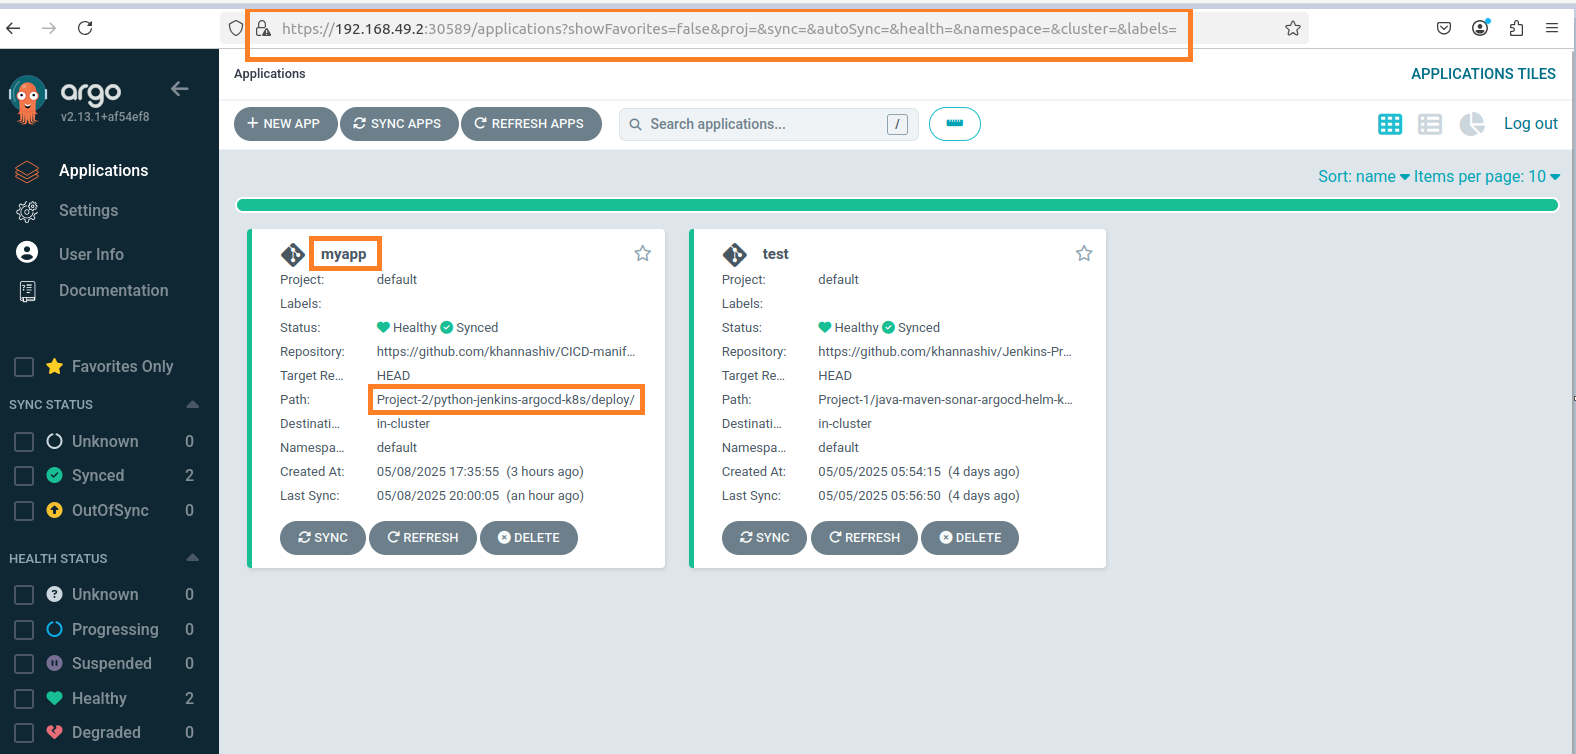 https://192.168.49.2:30589/applications?showFavorites=false&proj=&sync=&autoSync=&health=&namespace=&cluster=&labels=
argo
v2.13.1+af54ef8
Applications
Settings
User Info
Documentation
Favorites Only
SYNC STATUS
Unknown 0
Synced 2
OutOfSync 0
HEALTH STATUS
Unknown 0
Progressing 0
Suspended 0
Healthy 2
Degraded 0
Applications
APPLICATIONS TILES
+ NEW APP
SYNC APPS
REFRESH APPS
Search applications... /
Log out
Sort: name
Items per page: 10
myapp
Project: default
Labels:
Status: Healthy Synced
Repository: https://github.com/khannashiv/CICD-manif...
Target Re... HEAD
Path: Project-2/python-jenkins-argocd-k8s/deploy/
Destinati... in-cluster
Namespa... default
Created At: 05/08/2025 17:35:55 (3 hours ago)
Last Sync: 05/08/2025 20:00:05 (an hour ago)
SYNC REFRESH DELETE
test
Project: default
Labels:
Status: Healthy Synced
Repository: https://github.com/khannashiv/Jenkins-Pr...
Target Re... HEAD
Path: Project-1/java-maven-sonar-argocd-helm-k...
Destinati... in-cluster
Namespa... default
Created At: 05/05/2025 05:54:15 (4 days ago)
Last Sync: 05/05/2025 05:56:50 (4 days ago)
SYNC REFRESH DELETE